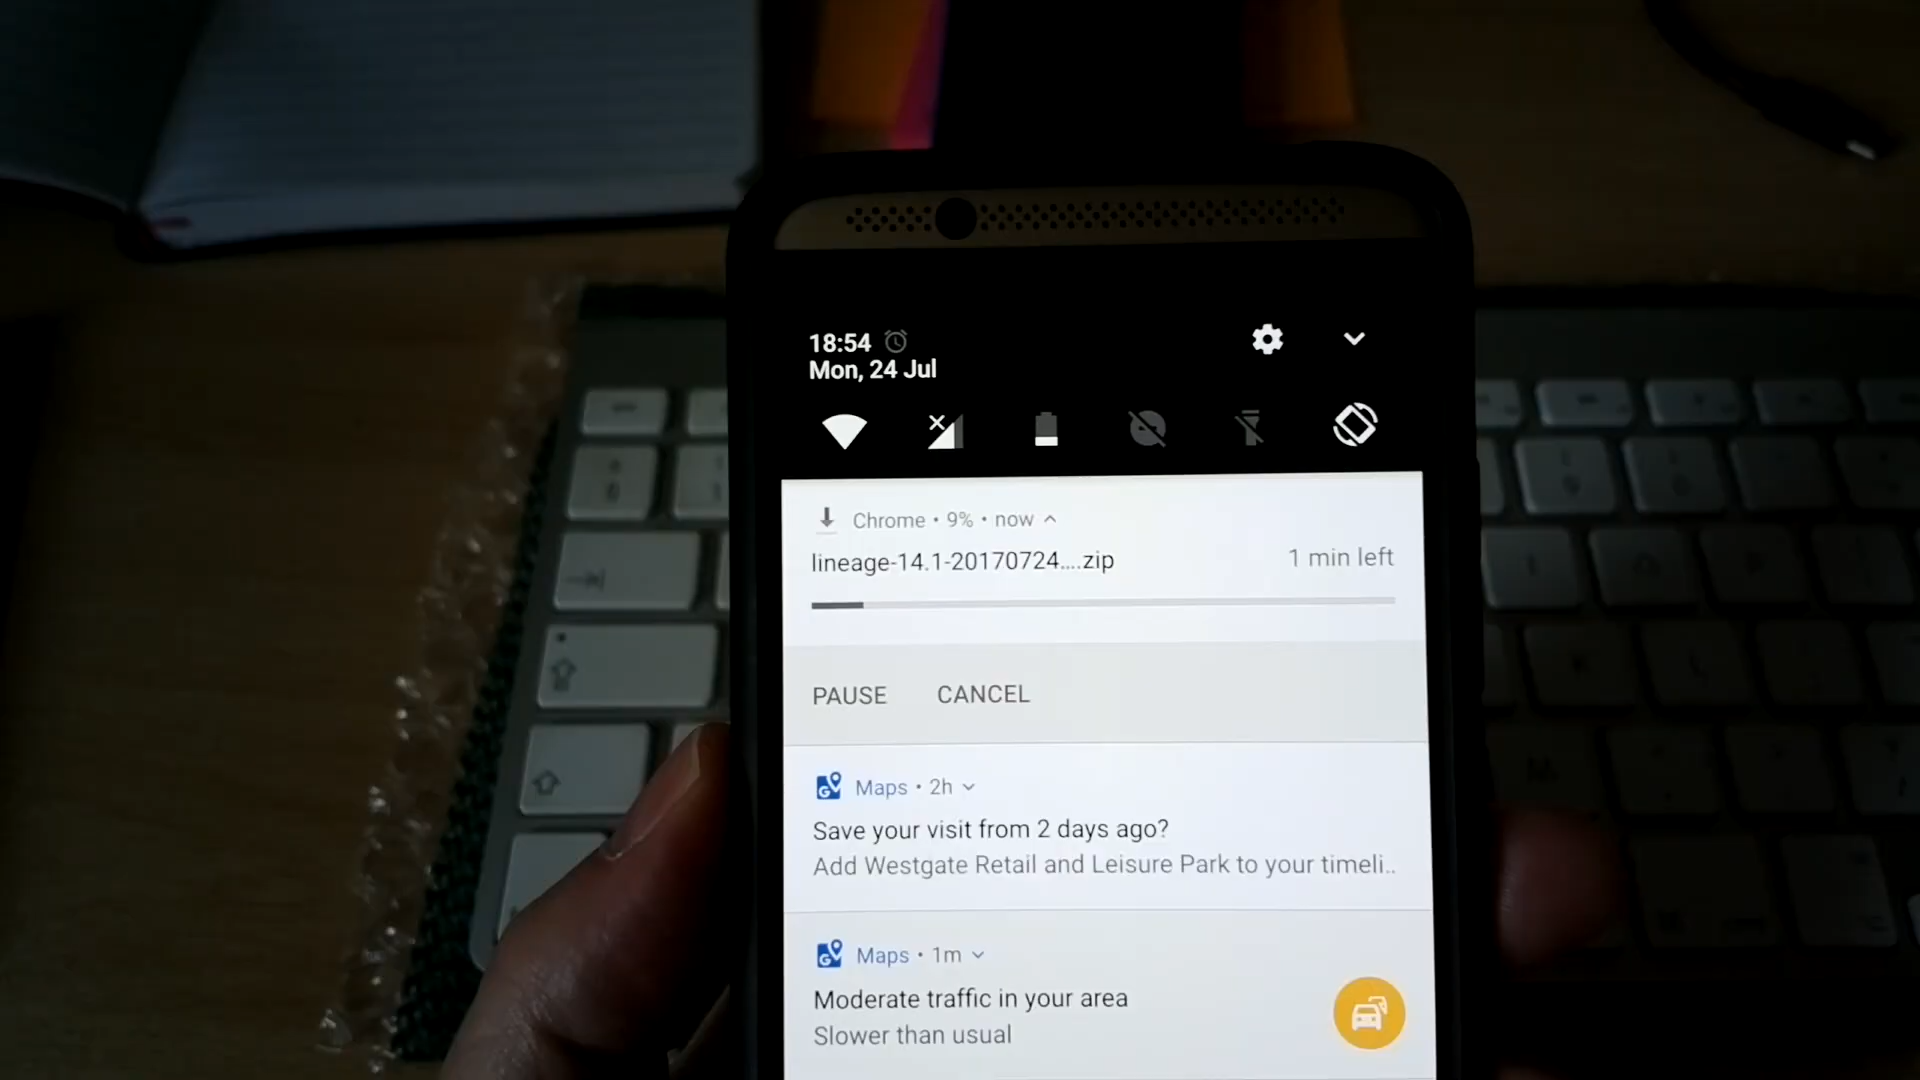 18:54
Mon, 24 Jul
Chrome • 9% • now
lineage-14.1-20170724....zip
1 min left
PAUSE CANCEL
Maps • 2h
Save your visit from 2 days ago?
Add Westgate Retail and Leisure Park to your timeli..
Maps • 1m
Moderate traffic in your area
Slower than usual